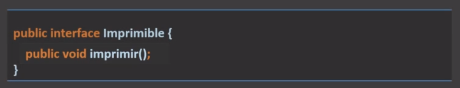 public interface Imprimible {
public void imprimir();
}